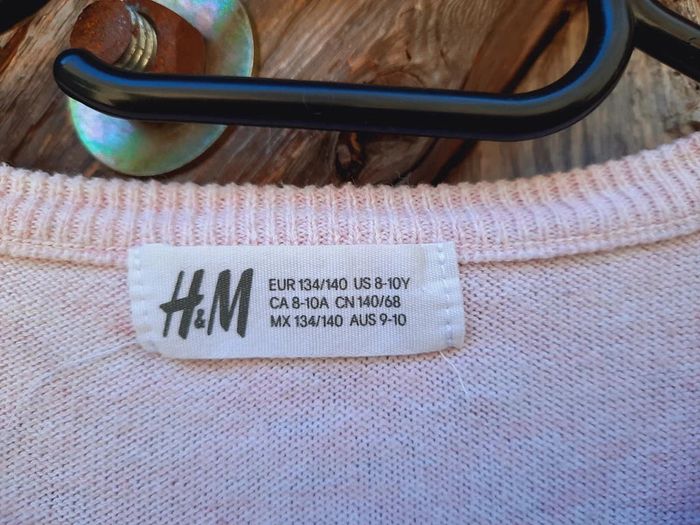 H&M
EUR 134/140 US 8-10Y
CA 8-10A CN 140/68
MX 134/140 AUS 9-10